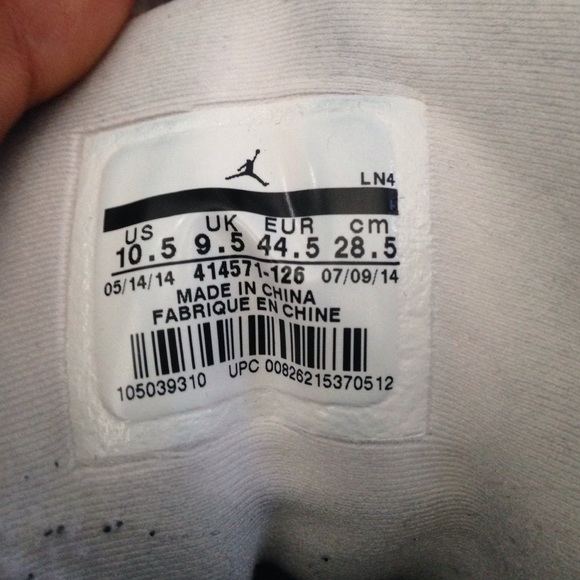 LN4
US UK EUR cm
10.5 9.5 44.5 28.5
05/14/14 414571-126 07/09/14
MADE IN CHINA
FABRIQUE EN CHINE
105039310 UPC 00826215370512